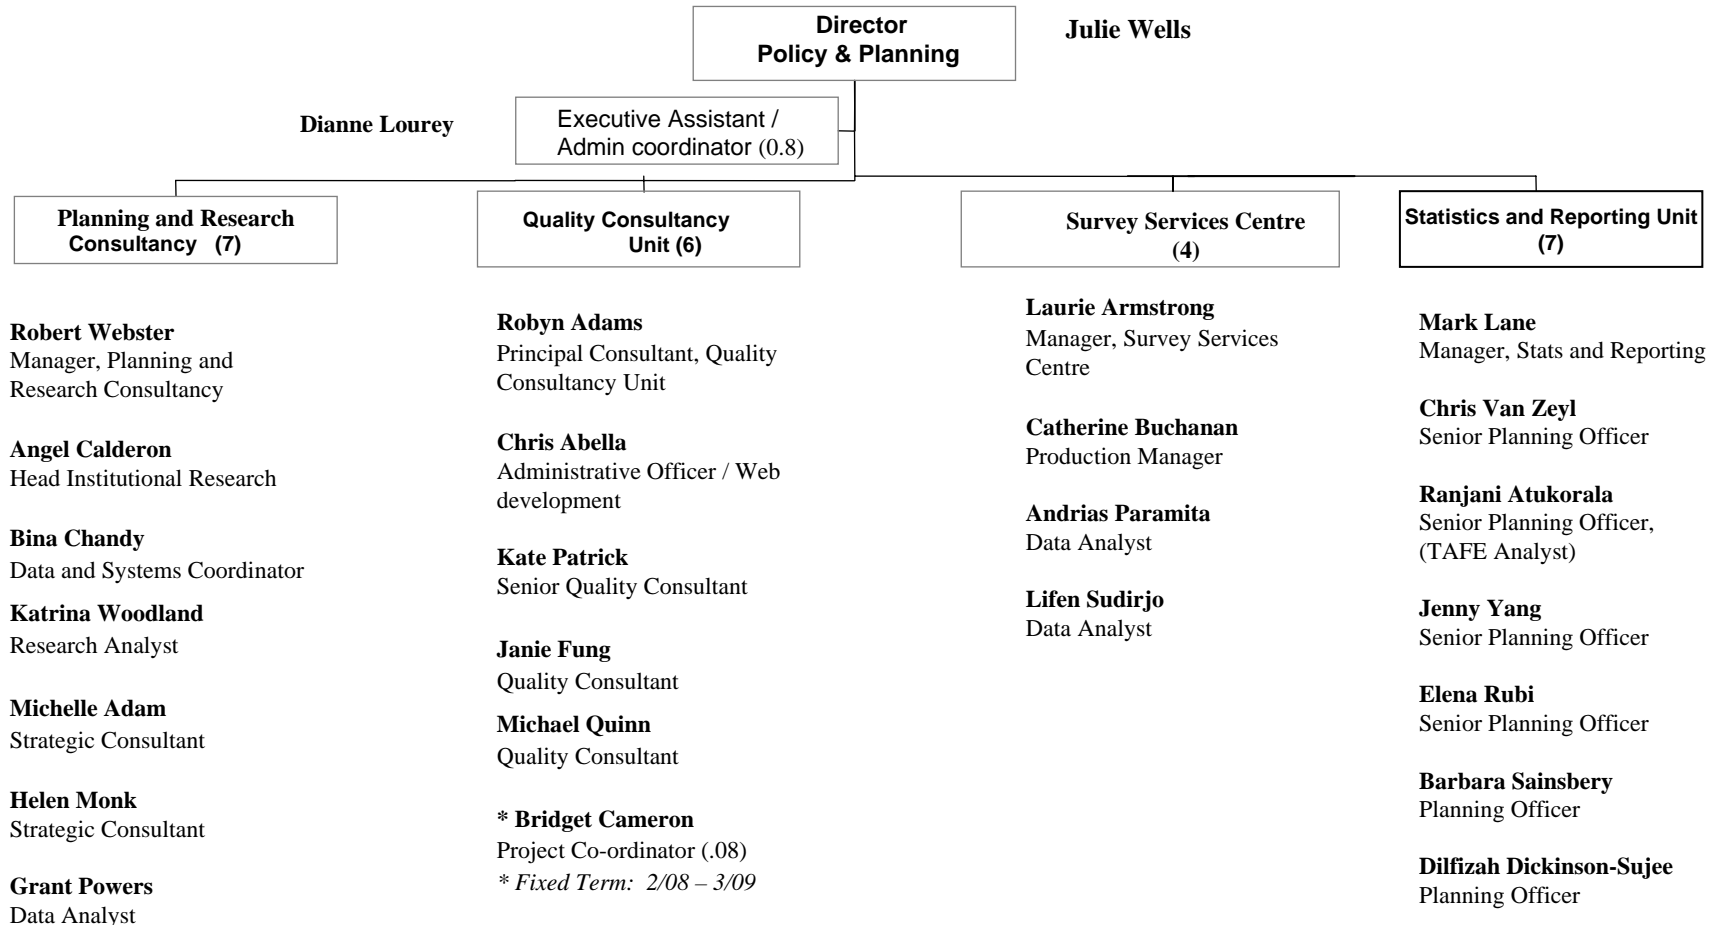 Director
Policy & Planning
Julie Wells
Dianne Lourey
Executive Assistant /
Admin coordinator (0.8)
Planning and Research
Consultancy (7)
Robert Webster
Manager, Planning and
Research Consultancy
Angel Calderon
Head Institutional Research
Bina Chandy
Data and Systems Coordinator
Katrina Woodland
Research Analyst
Michelle Adam
Strategic Consultant
Helen Monk
Strategic Consultant
Grant Powers
Data Analyst
Quality Consultancy
Unit (6)
Robyn Adams
Principal Consultant, Quality
Consultancy Unit
Chris Abella
Administrative Officer / Web
development
Kate Patrick
Senior Quality Consultant
Janie Fung
Quality Consultant
Michael Quinn
Quality Consultant
* Bridget Cameron
Project Co-ordinator (.08)
* Fixed Term: 2/08 – 3/09
Survey Services Centre
(4)
Laurie Armstrong
Manager, Survey Services
Centre
Catherine Buchanan
Production Manager
Andrias Paramita
Data Analyst
Lifen Sudirjo
Data Analyst
Statistics and Reporting Unit
(7)
Mark Lane
Manager, Stats and Reporting
Chris Van Zeyl
Senior Planning Officer
Ranjani Atukorala
Senior Planning Officer,
(TAFE Analyst)
Jenny Yang
Senior Planning Officer
Elena Rubi
Senior Planning Officer
Barbara Sainsbery
Planning Officer
Dilfizah Dickinson-Sujee
Planning Officer